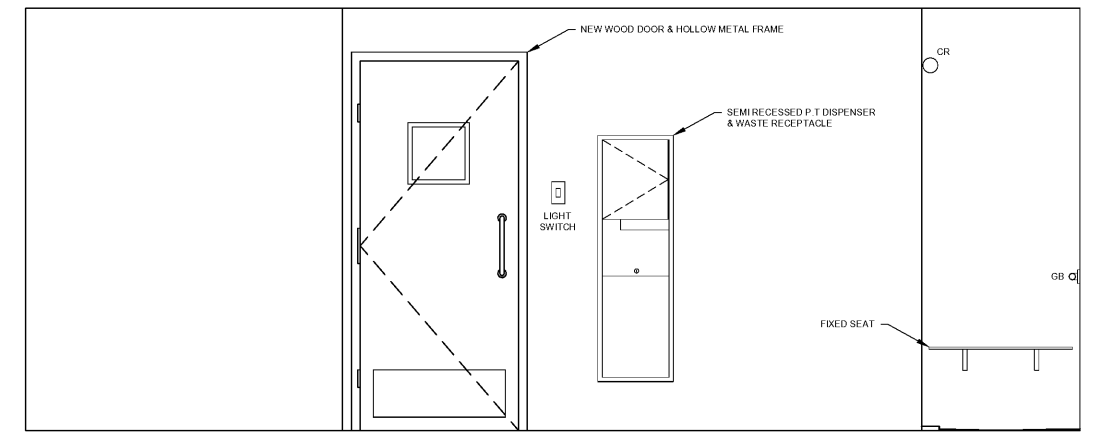 NEW WOOD DOOR & HOLLOW METAL FRAME
CR
SEMI RECESSED P.T DISPENSER
& WASTE RECEPTACLE
LIGHT
SWITCH
GB
FIXED SEAT